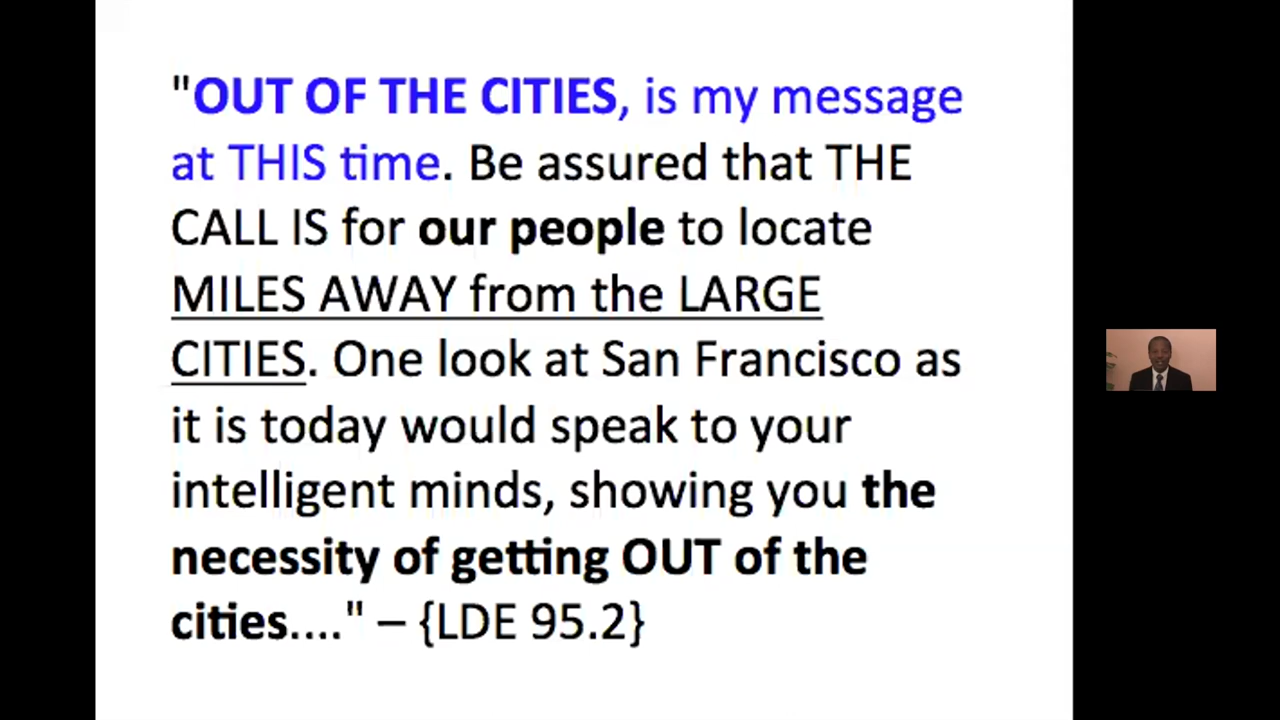 "OUT OF THE CITIES, is my message
at THIS time. Be assured that THE
CALL IS for our people to locate
MILES AWAY from the LARGE
CITIES. One look at San Francisco as
it is today would speak to your
intelligent minds, showing you the
necessity of getting OUT of the
cities...." – {LDE 95.2}